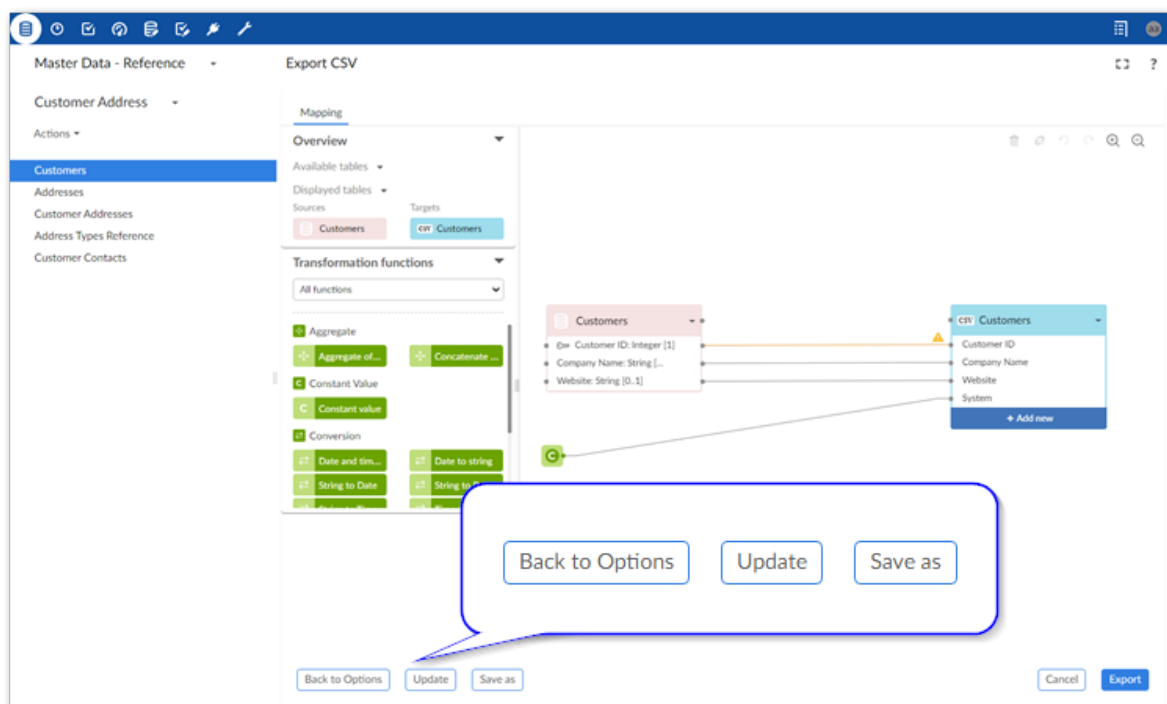 Master Data - Reference
Export CSV
?
Customer Address
Actions
Customers
Addresses
Customer Addresses
Address Types Reference
Customer Contacts
Mapping
Overview
Available tables
Displayed tables
Sources
Targets
Customers
CSV Customers
Transformation functions
All functions
Aggregate
Aggregate of...
Concatenate ...
C Constant Value
C Constant value
Conversion
Date and tim...
Date to string
String to Date
Customers
Customer ID: Integer [1]
Company Name: String [...
Website: String [0..1]
C
CSV Customers
Customer ID
Company Name
Website
System
+ Add new
Back to Options
Update
Save as
Back to Options
Update
Save as
Cancel
Export